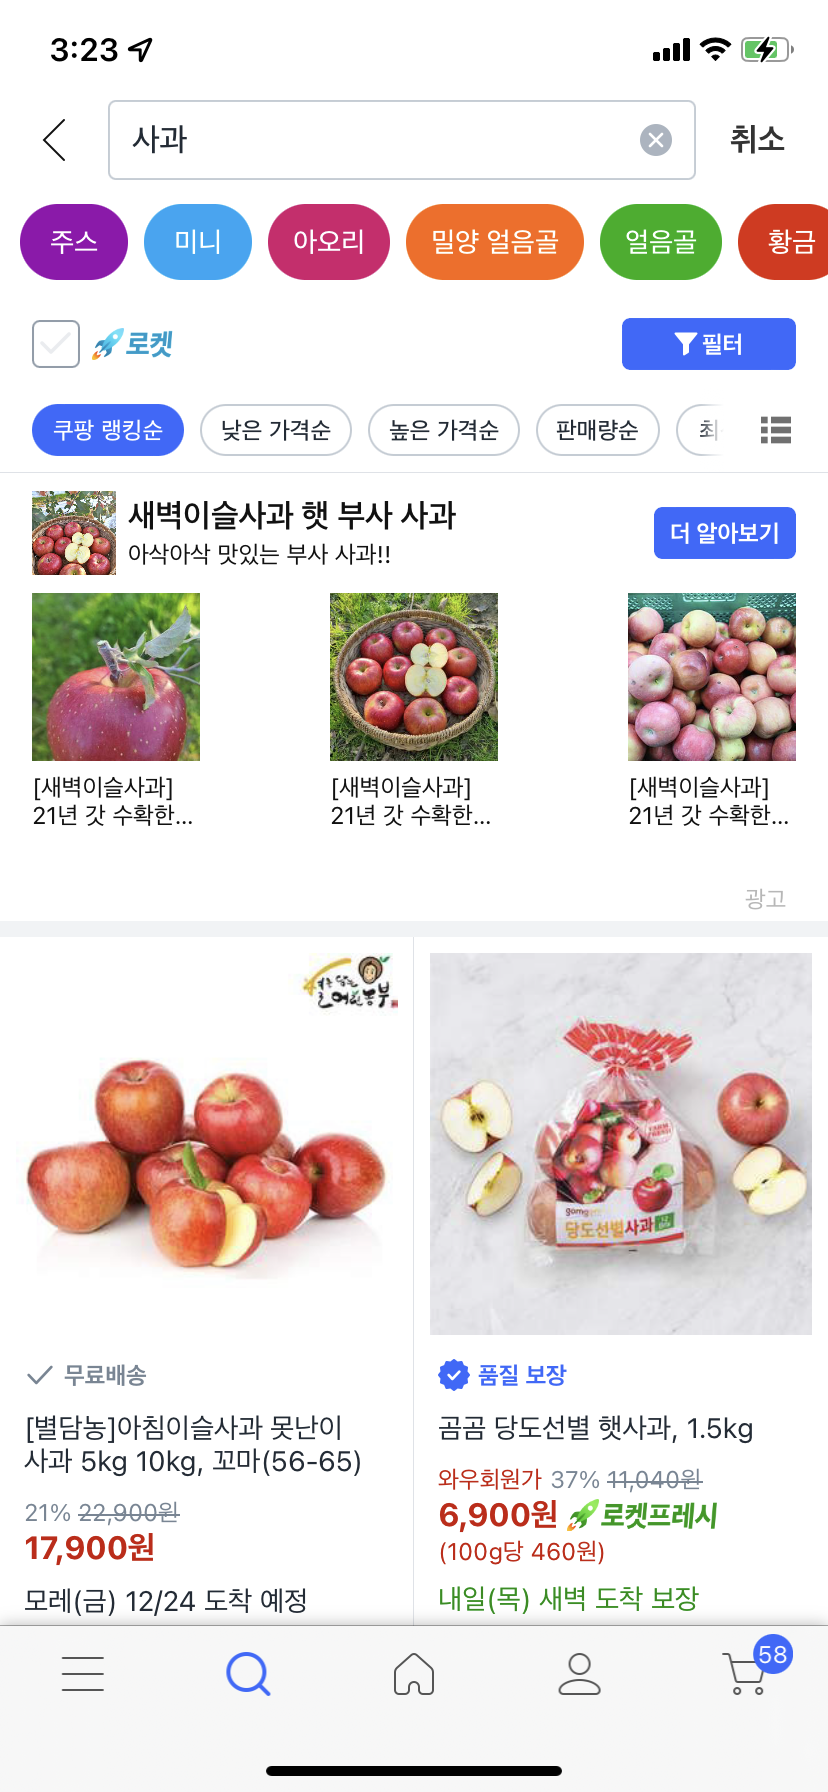 3:23
사과
취소
주스
미니
아오리
밀양 얼음골
얼음골
황금
로켓
필터
쿠팡 랭킹순
낮은 가격순
높은 가격순
판매량순
최
새벽이슬사과 햇 부사 사과
아삭아삭 맛있는 부사 사과!!
더 알아보기
[새벽이슬사과]
21년 갓 수확한...
[새벽이슬사과]
21년 갓 수확한...
[새벽이슬사과]
21년 갓 수확한...
광고
당도선별사과
무료배송
[별담농]아침이슬사과 못난이
사과 5kg 10kg, 꼬마(56-65)
21% 22,900원
17,900원
모레(금) 12/24 도착 예정
품질 보장
곰곰 당도선별 햇사과, 1.5kg
와우회원가 37% 11,040원
6,900원 로켓프레시
(100g당 460원)
내일(목) 새벽 도착 보장
58